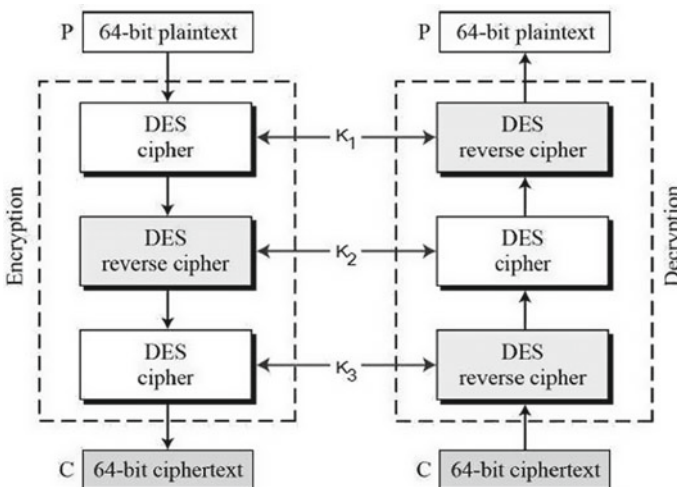 P 64-bit plaintext
P 64-bit plaintext
Encryption
DES
cipher
K1
DES
reverse cipher
Decryption
DES
reverse cipher
K2
DES
cipher
DES
cipher
K3
DES
reverse cipher
C 64-bit ciphertext
C 64-bit ciphertext